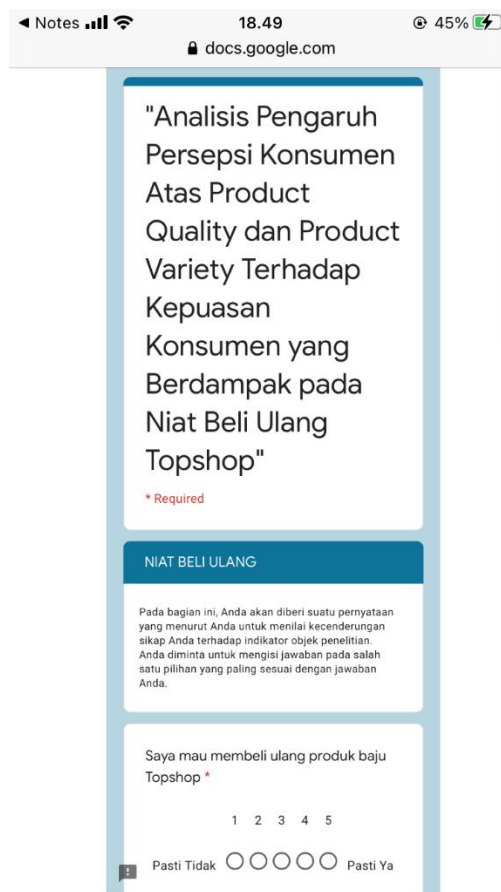 ◀ Notes
18.49
45%
docs.google.com
"Analisis Pengaruh
Persepsi Konsumen
Atas Product
Quality dan Product
Variety Terhadap
Kepuasan
Konsumen yang
Berdampak pada
Niat Beli Ulang
Topshop"
* Required
NIAT BELI ULANG
Pada bagian ini, Anda akan diberi suatu pernyataan
yang menurut Anda untuk menilai kecenderungan
sikap Anda terhadap indikator objek penelitian.
Anda diminta untuk mengisi jawaban pada salah
satu pilihan yang paling sesuai dengan jawaban
Anda.
Saya mau membeli ulang produk baju
Topshop *
1 2 3 4 5
Pasti Tidak Pasti Ya